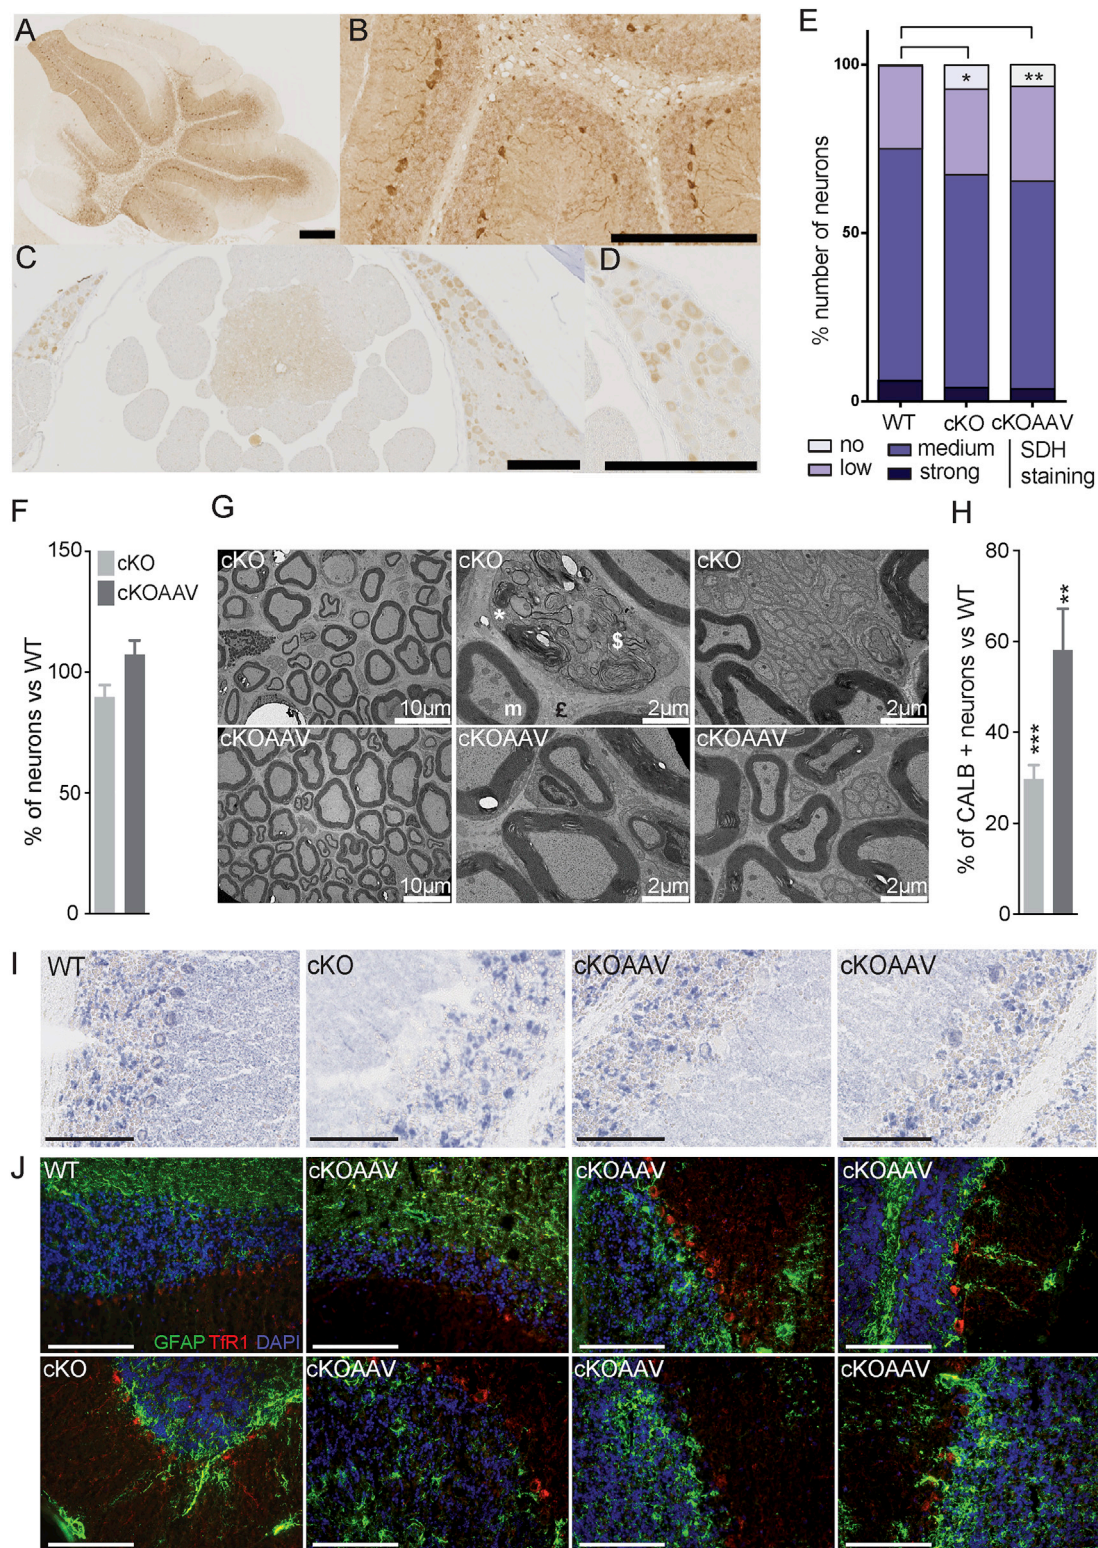 A
B
C
D
E
% number of neurons
100
50
0
*
**
WT
cKO
cKOAAV
no
low
medium
strong
SDH
staining
F
% of neurons vs WT
150
100
50
0
cKO
cKOAAV
G
cKO
10µm
cKO
*
$
m
£
2µm
cKO
2µm
cKOAAV
10µm
cKOAAV
2µm
cKOAAV
2µm
H
% of CALB + neurons vs WT
80
60
40
20
0
***
**
I
WT
cKO
cKOAAV
cKOAAV
J
WT
GFAP TfR1 DAPI
cKOAAV
cKOAAV
cKOAAV
cKO
cKOAAV
cKOAAV
cKOAAV